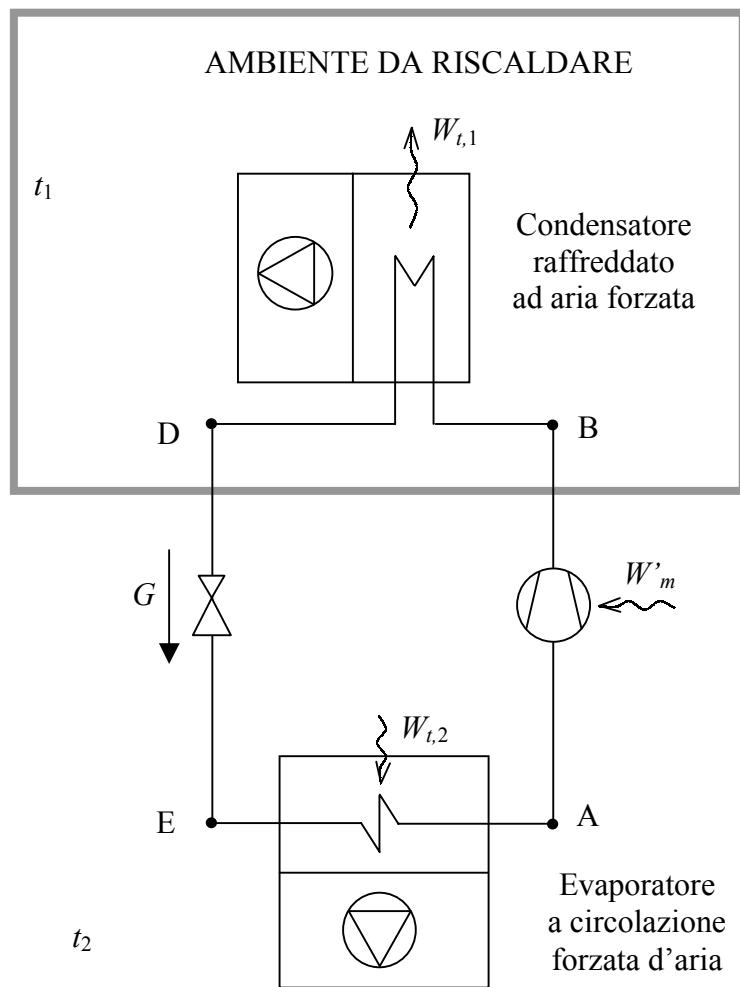 AMBIENTE DA RISCALDARE
W_{t,1}
t_1
Condensatore
raffreddato
ad aria forzata
D
B
G
W'_m
W_{t,2}
E
A
Evaporatore
a circolazione
forzata d'aria
t_2